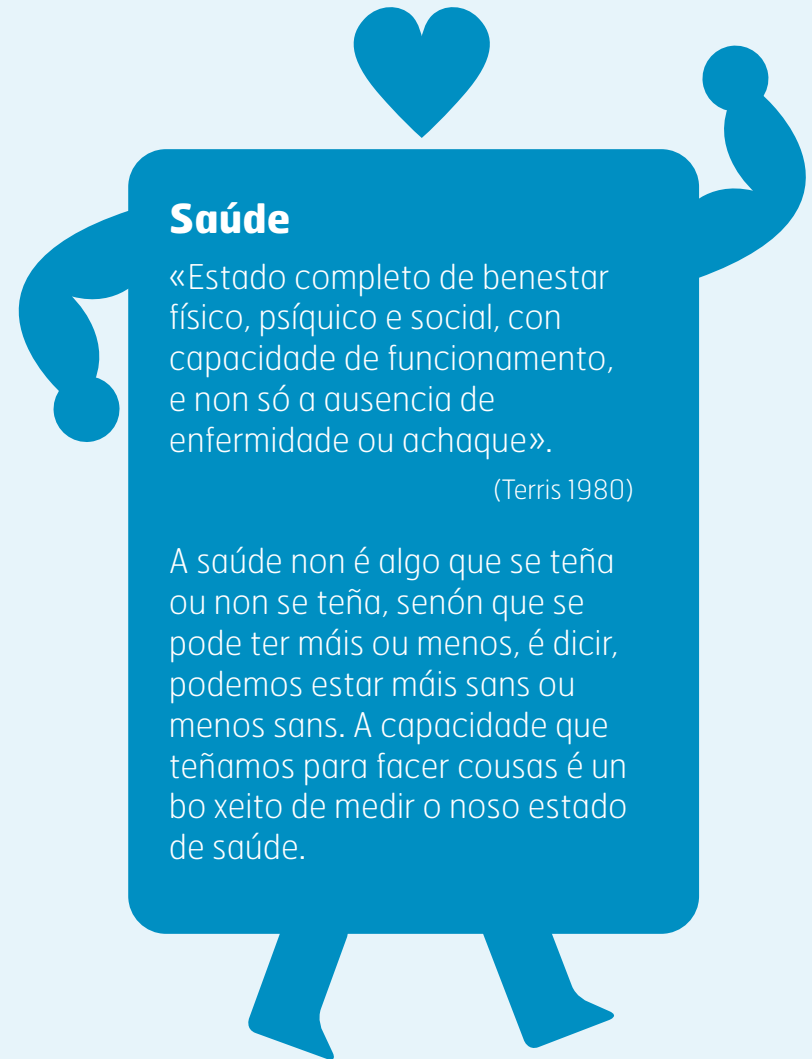 Saúde
«Estado completo de benestar
físico, psíquico e social, con
capacidade de funcionamento,
e non só a ausencia de
enfermidade ou achaque».
(Terris 1980)
A saúde non é algo que se teña
ou non se teña, senón que se
pode ter máis ou menos, é dicir,
podemos estar máis sans ou
menos sans. A capacidade que
teñamos para facer cousas é un
bo xeito de medir o noso estado
de saúde.